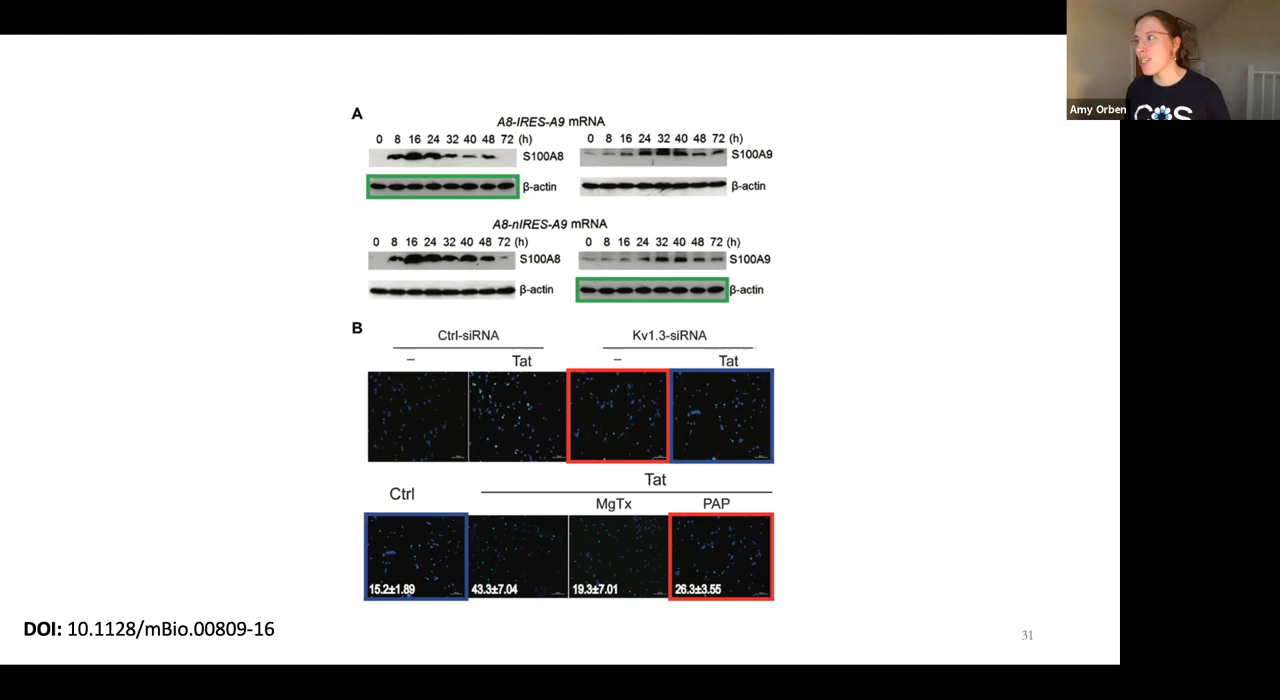 Amy Orben
COS
A
A8-IRES-A9 mRNA
0 8 16 24 32 40 48 72 (h)
S100A8
β-actin
0 8 16 24 32 40 48 72 (h)
S100A9
β-actin
A8-nIRES-A9 mRNA
0 8 16 24 32 40 48 72 (h)
S100A8
β-actin
0 8 16 24 32 40 48 72 (h)
S100A9
β-actin
B
Ctrl-siRNA Kv1.3-siRNA
– Tat – Tat
Tat
Ctrl
MgTx PAP
15.2±1.89 43.3±7.04 19.3±7.01 26.3±3.55
DOI: 10.1128/mBio.00809-16
31